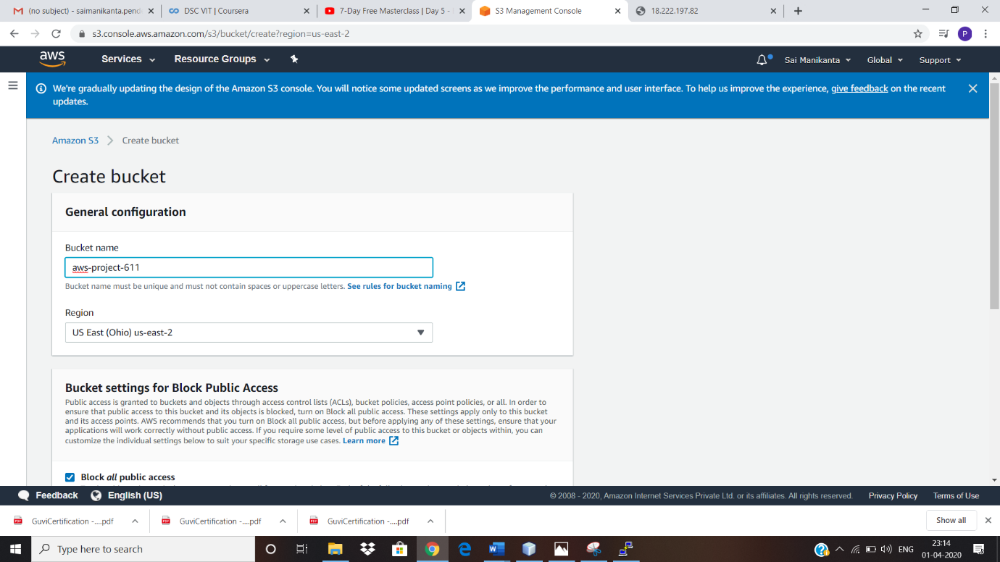 (no subject) - saimanikanta.pend
DSC VIT | Coursera
7-Day Free Masterclass | Day 5 -
S3 Management Console
18.222.197.82
s3.console.aws.amazon.com/s3/bucket/create?region=us-east-2
P
aws
Services
Resource Groups
Sai Manikanta
Global
Support
We're gradually updating the design of the Amazon S3 console. You will notice some updated screens as we improve the performance and user interface. To help us improve the experience, give feedback on the recent
updates.
Amazon S3
Create bucket
Create bucket
General configuration
Bucket name
aws-project-611
Bucket name must be unique and must not contain spaces or uppercase letters. See rules for bucket naming
Region
US East (Ohio) us-east-2
Bucket settings for Block Public Access
Public access is granted to buckets and objects through access control lists (ACLs), bucket policies, access point policies, or all. In order to
ensure that public access to this bucket and its objects is blocked, turn on Block all public access. These settings apply only to this bucket
and its access points. AWS recommends that you turn on Block all public access, but before applying any of these settings, ensure that your
applications will work correctly without public access. If you require some level of public access to this bucket or objects within, you can
customize the individual settings below to suit your specific storage use cases. Learn more
Block all public access
Feedback
English (US)
© 2008 - 2020, Amazon Internet Services Private Ltd. or its affiliates. All rights reserved.
Privacy Policy
Terms of Use
GuviCertification -....pdf
GuviCertification -....pdf
GuviCertification -....pdf
Show all
Type here to search
ENG
23:14
01-04-2020